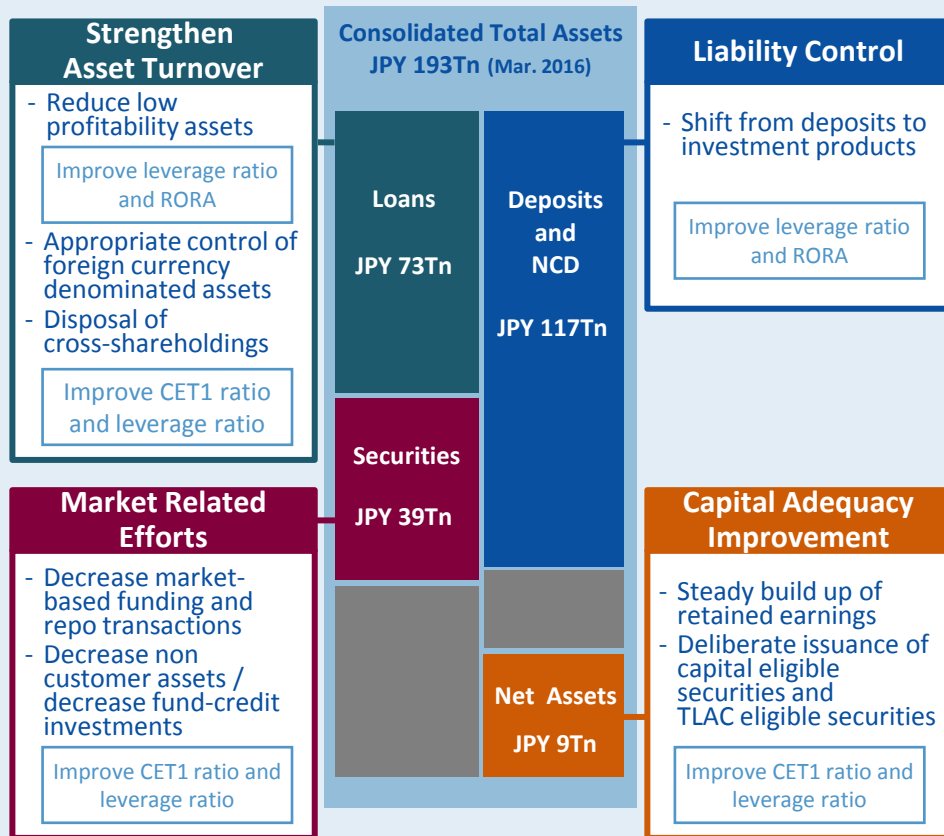 Strengthen
Asset Turnover
- Reduce low
profitability assets
Improve leverage ratio
and RORA
- Appropriate control of
foreign currency
denominated assets
- Disposal of
cross-shareholdings
Improve CET1 ratio
and leverage ratio
Market Related
Efforts
- Decrease market-
based funding and
repo transactions
- Decrease non
customer assets /
decrease fund-credit
investments
Improve CET1 ratio and
leverage ratio
Consolidated Total Assets
JPY 193Tn (Mar. 2016)
Loans
JPY 73Tn
Securities
JPY 39Tn
Deposits
and
NCD
JPY 117Tn
Net Assets
JPY 9Tn
Liability Control
- Shift from deposits to
investment products
Improve leverage ratio
and RORA
Capital Adequacy
Improvement
- Steady build up of
retained earnings
- Deliberate issuance of
capital eligible
securities and
TLAC eligible securities
Improve CET1 ratio and
leverage ratio